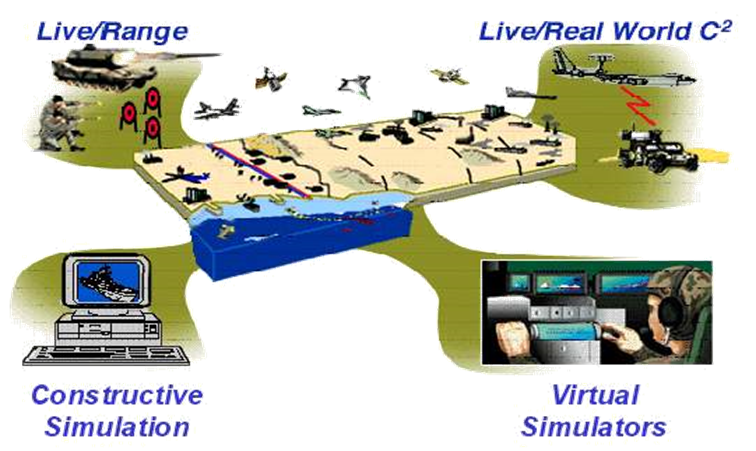 Live/Range
Live/Real World C²
Constructive
Simulation
Virtual
Simulators